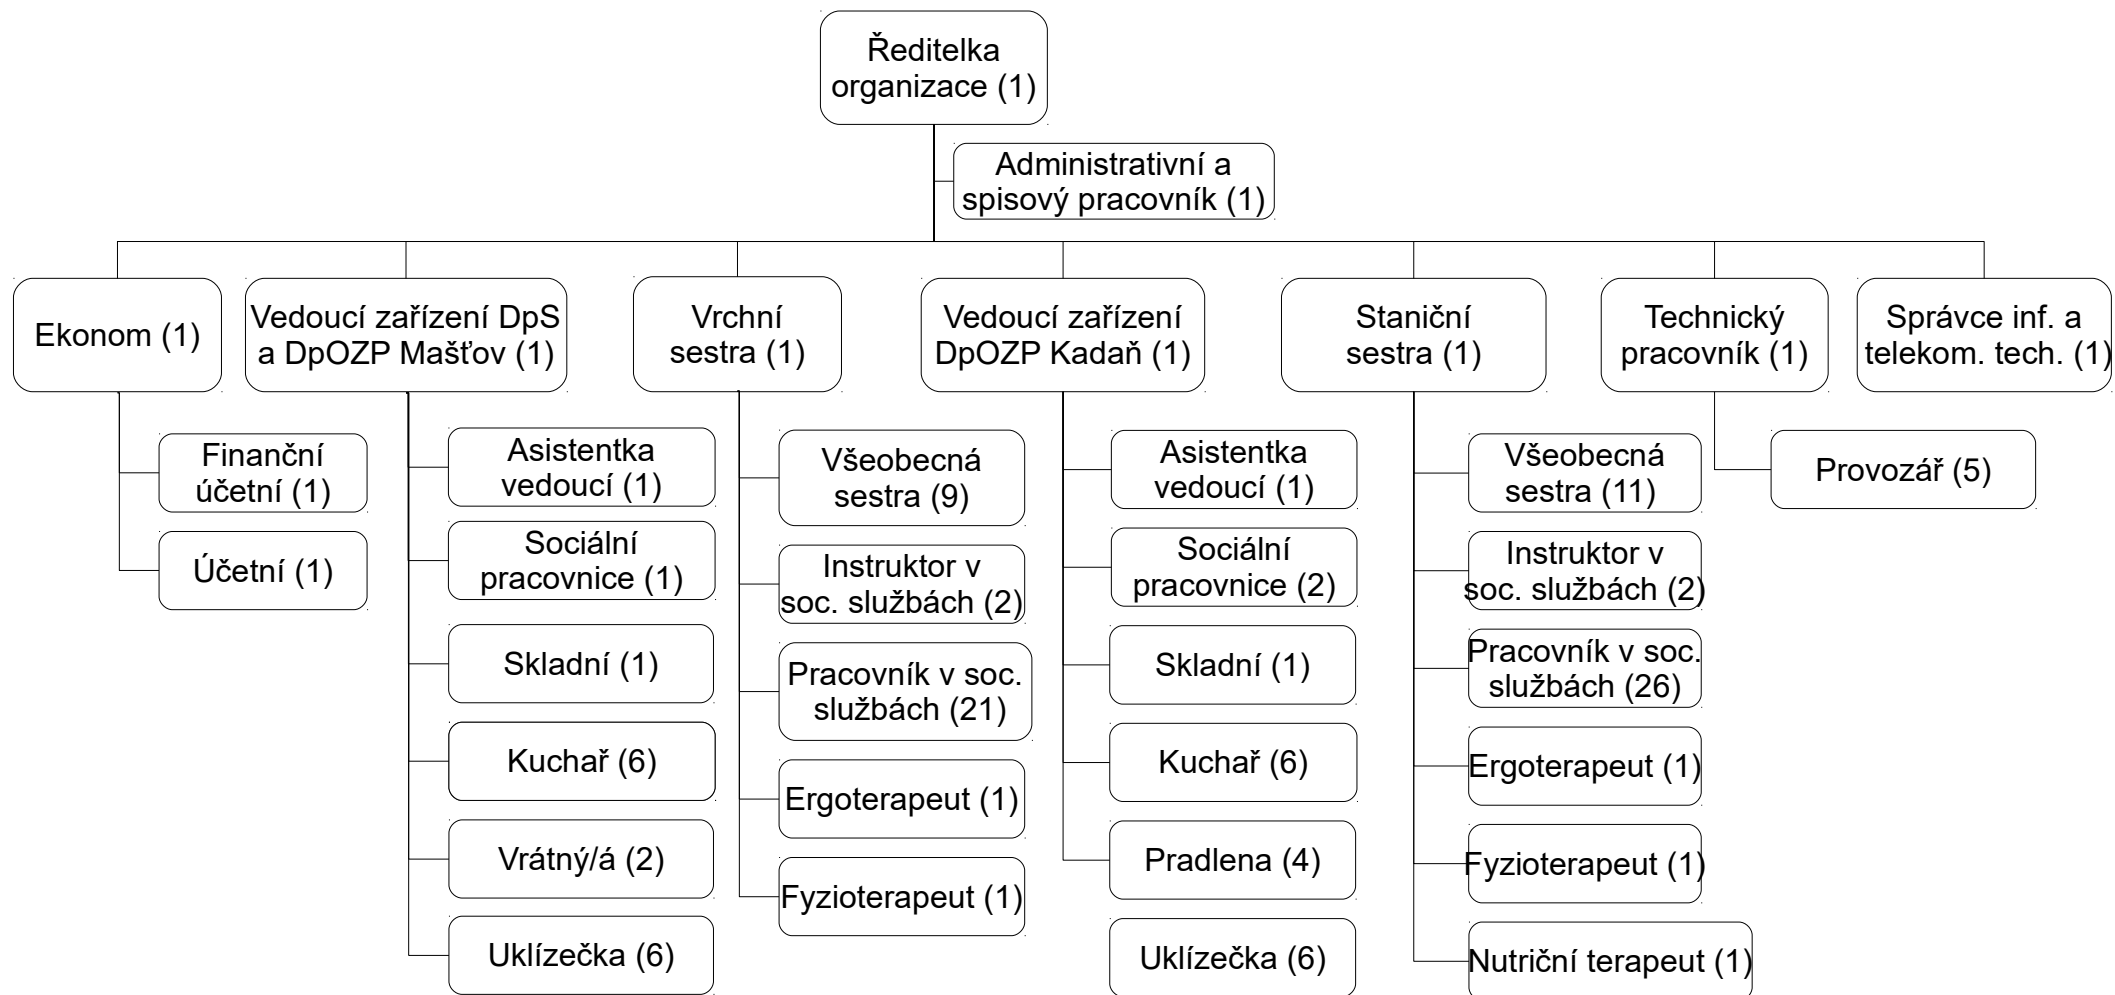 Ředitelka
organizace (1)
Administrativní a
spisový pracovník (1)
Ekonom (1)
Vedoucí zařízení DpS
a DpOZP Mašťov (1)
Vrchní
sestra (1)
Vedoucí zařízení
DpOZP Kadaň (1)
Staniční
sestra (1)
Technický
pracovník (1)
Správce inf. a
telekom. tech. (1)
Finanční
účetní (1)
Účetní (1)
Asistentka
vedoucí (1)
Sociální
pracovnice (1)
Skladní (1)
Kuchař (6)
Vrátný/á (2)
Uklízečka (6)
Všeobecná
sestra (9)
Instruktor v
soc. službách (2)
Pracovník v soc.
službách (21)
Ergoterapeut (1)
Fyzioterapeut (1)
Asistentka
vedoucí (1)
Sociální
pracovnice (2)
Skladní (1)
Kuchař (6)
Pradlena (4)
Uklízečka (6)
Všeobecná
sestra (11)
Instruktor v
soc. službách (2)
Pracovník v soc.
službách (26)
Ergoterapeut (1)
Fyzioterapeut (1)
Nutriční terapeut (1)
Provozář (5)